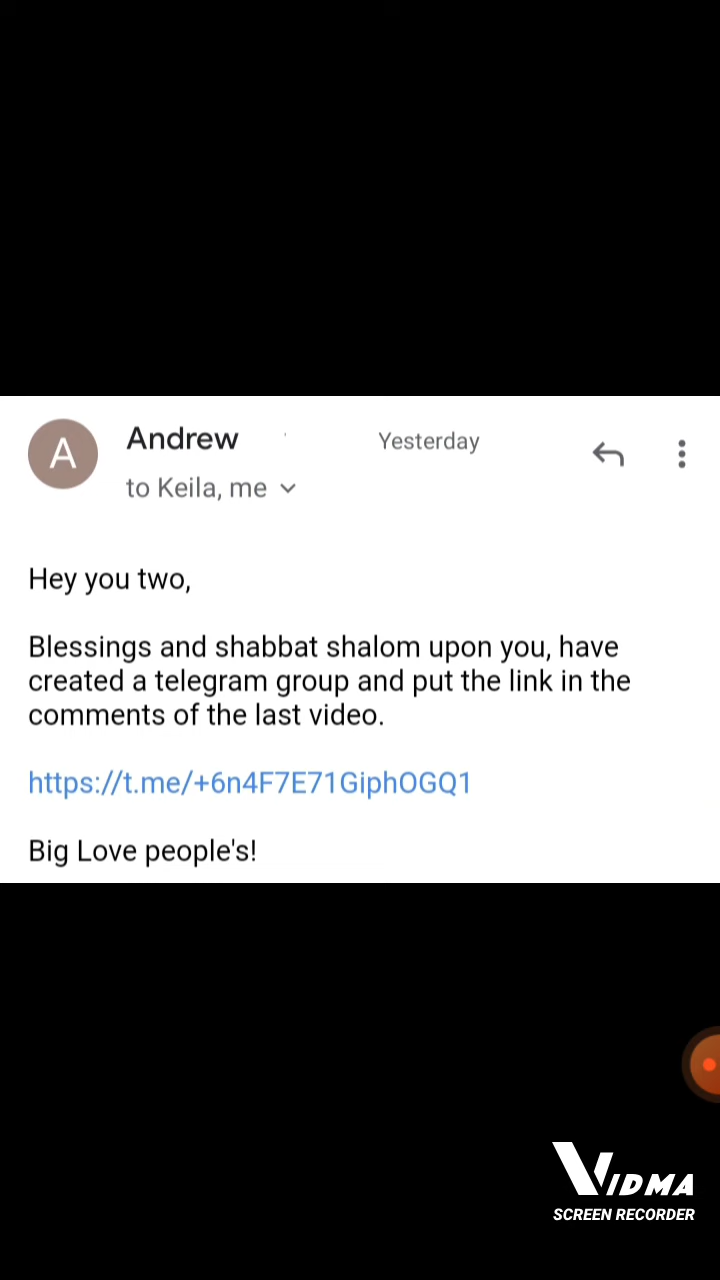 A
Andrew
Yesterday
to Keila, me
Hey you two,
Blessings and shabbat shalom upon you, have
created a telegram group and put the link in the
comments of the last video.
https://t.me/+6n4F7E71GiphOGQ1
Big Love people's!
VIDMA
SCREEN RECORDER